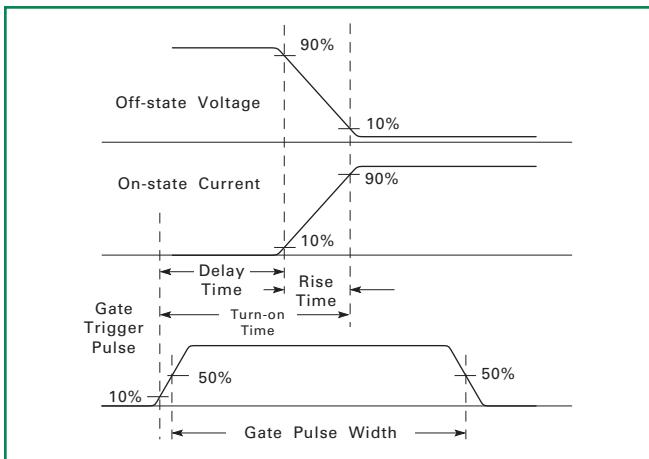 90%
Off-state Voltage
10%
On-state Current
90%
10%
Delay
Time
Rise
Time
Gate
Trigger
Pulse
Turn-on
Time
50%
50%
10%
Gate Pulse Width